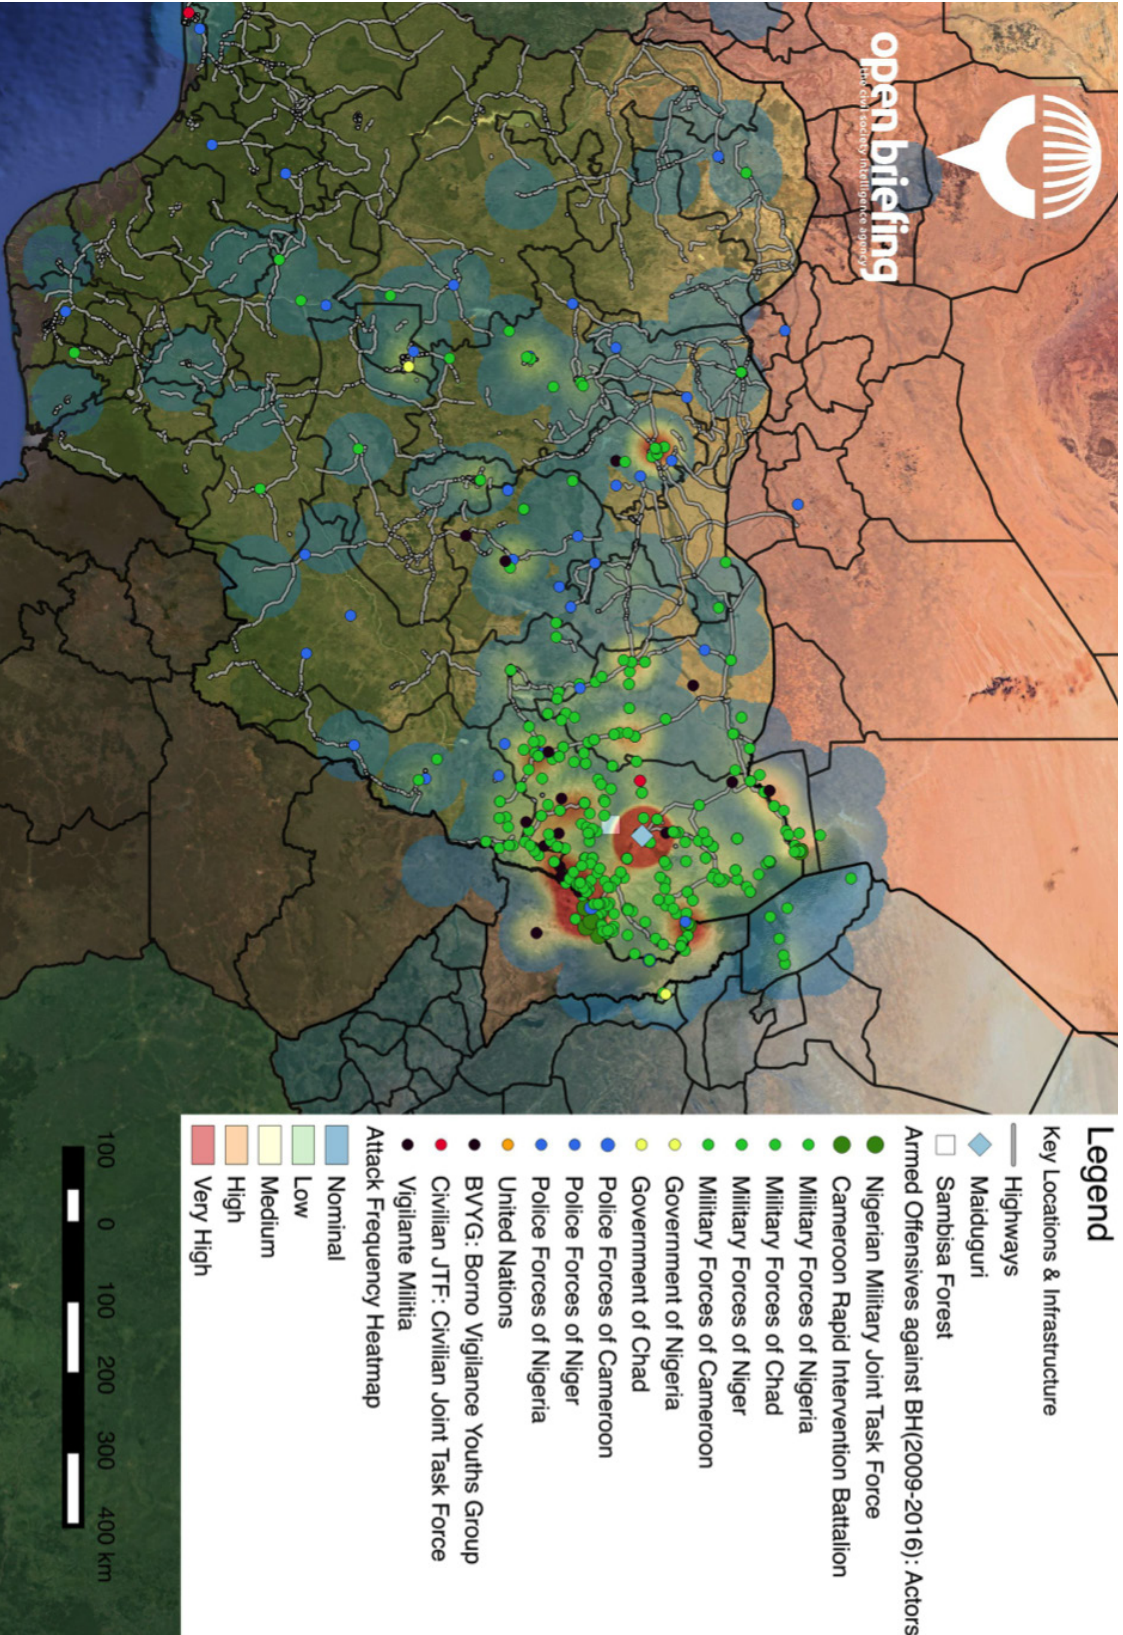 open briefing
the civil society intelligence agency
Legend
Key Locations & Infrastructure
Highways
Maiduguri
Sambisa Forest
Armed Offensives against BH(2009-2016): Actors
Nigerian Military Joint Task Force
Cameroon Rapid Intervention Battalion
Military Forces of Nigeria
Military Forces of Chad
Military Forces of Niger
Military Forces of Cameroon
Government of Nigeria
Government of Chad
Police Forces of Cameroon
Police Forces of Niger
Police Forces of Nigeria
United Nations
BVYG: Borno Vigilance Youths Group
Civilian JTF: Civilian Joint Task Force
Vigilante Militia
Attack Frequency Heatmap
Nominal
Low
Medium
High
Very High
100 0 100 200 300 400 km